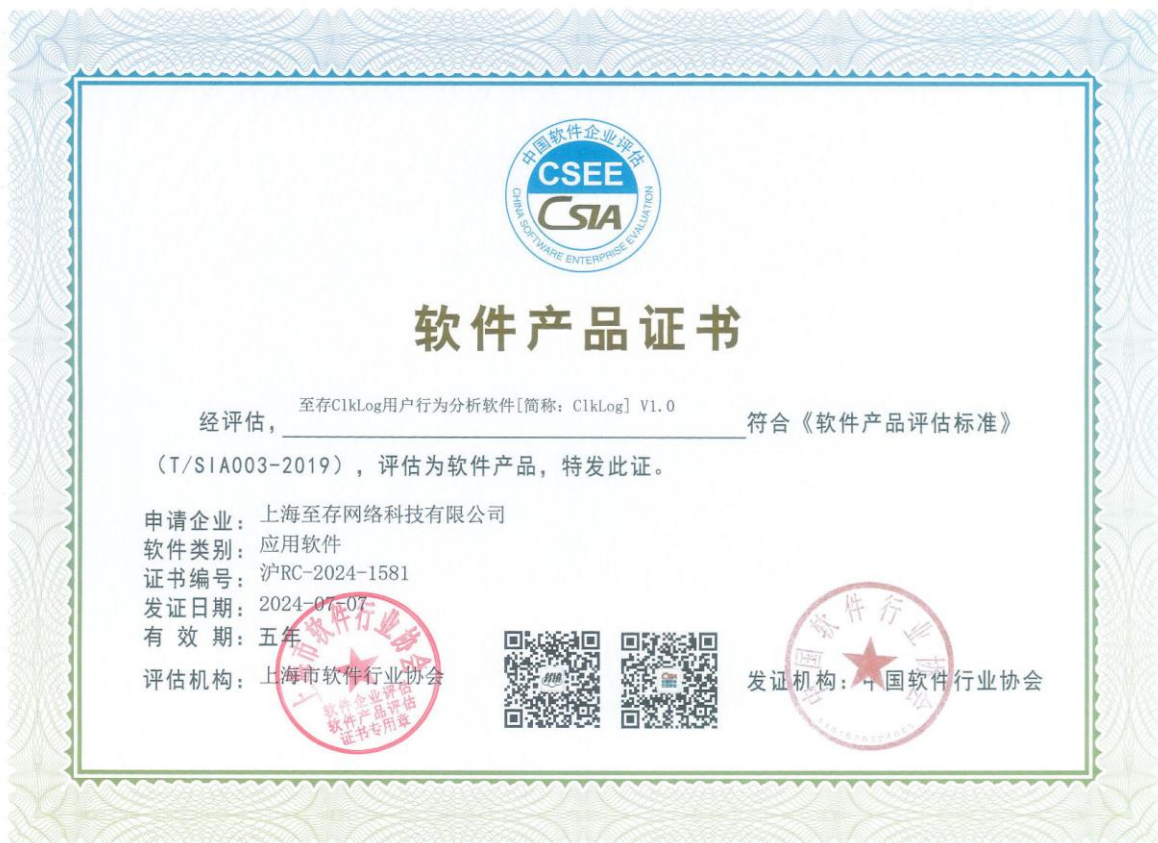 中国软件企业评估
CSEE
CSIA
CHINA SOFTWARE ENTERPRISE EVALUATION
软件产品证书
经评估，至存ClkLog用户行为分析软件[简称：ClkLog] V1.0符合《软件产品评估标准》
（T/SIA003-2019），评估为软件产品，特发此证。
申请企业：上海至存网络科技有限公司
软件类别：应用软件
证书编号：沪RC-2024-1581
发证日期：2024-07-07
有 效 期：五年
评估机构：上海市软件行业协会
发证机构：中国软件行业协会
上海市软件行业协会
软件企业评估
软件产品评估
证书专用章
中国软件行业协会